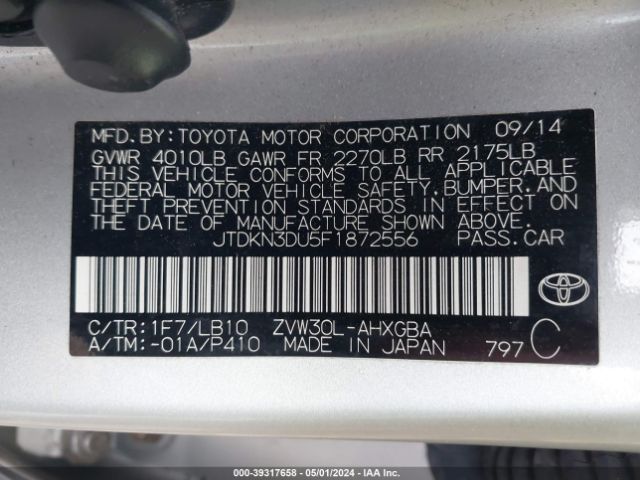 MFD. BY: TOYOTA MOTOR CORPORATION 09/14
GVWR 4010LB GAWR FR 2270LB RR 2175LB
THIS VEHICLE CONFORMS TO ALL APPLICABLE
FEDERAL MOTOR VEHICLE SAFETY, BUMPER, AND
THEFT PREVENTION STANDARDS IN EFFECT ON
THE DATE OF MANUFACTURE SHOWN ABOVE.
JTDKN3DU5F1872556 PASS. CAR
C/TR: 1F7/LB10 ZVW30L-AHXGBA
A/TM: -01A/P410 MADE IN JAPAN 797 C
000-39317658 - 05/01/2024 - IAA Inc.